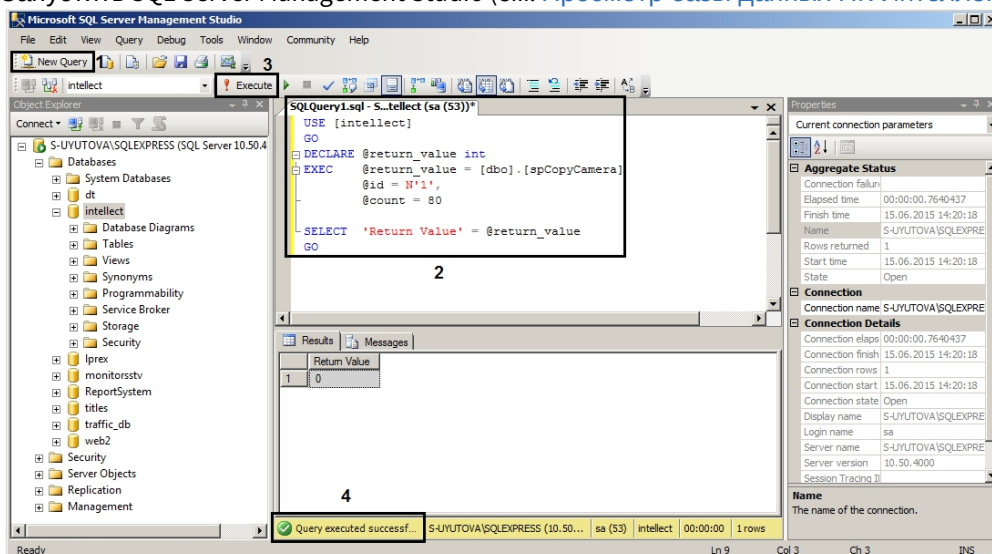 SQL Server Management Studio
Microsoft SQL Server Management Studio
File Edit View Query Debug Tools Window Community Help
New Query 1
3
intellect
Execute
Object Explorer
Connect
S-UYUTOVA\SQLEXPRESS (SQL Server 10.50.4
Databases
System Databases
dt
intellect
Database Diagrams
Tables
Views
Synonyms
Programmability
Service Broker
Storage
Security
lprex
monitorsstv
ReportSystem
titles
traffic_db
web2
Security
Server Objects
Replication
Management
SQLQuery1.sql - S...tellect (sa (53))*
USE [intellect]
GO
DECLARE @return_value int
EXEC @return_value = [dbo].[spCopyCamera]
@id = N'1',
@count = 80
SELECT 'Return Value' = @return_value
GO
2
Results Messages
Return Value
1 0
4
Query executed successf... S-UYUTOVA\SQLEXPRESS (10.50... sa (53) intellect 00:00:00 1 rows
Properties
Current connection parameters
Aggregate Status
Connection failur
Elapsed time 00:00:00.7640437
Finish time 15.06.2015 14:20:18
Name S-UYUTOVA\SQLEXPRE
Rows returned 1
Start time 15.06.2015 14:20:18
State Open
Connection
Connection name S-UYUTOVA\SQLEXPRE
Connection Details
Connection elaps 00:00:00.7640437
Connection finish 15.06.2015 14:20:18
Connection rows 1
Connection start 15.06.2015 14:20:18
Connection state Open
Display name S-UYUTOVA\SQLEXPRE
Login name sa
Server name S-UYUTOVA\SQLEXPRE
Server version 10.50.4000
Session Tracing I
Name
The name of the connection.
Ready Ln 9 Col 3 Ch 3 INS